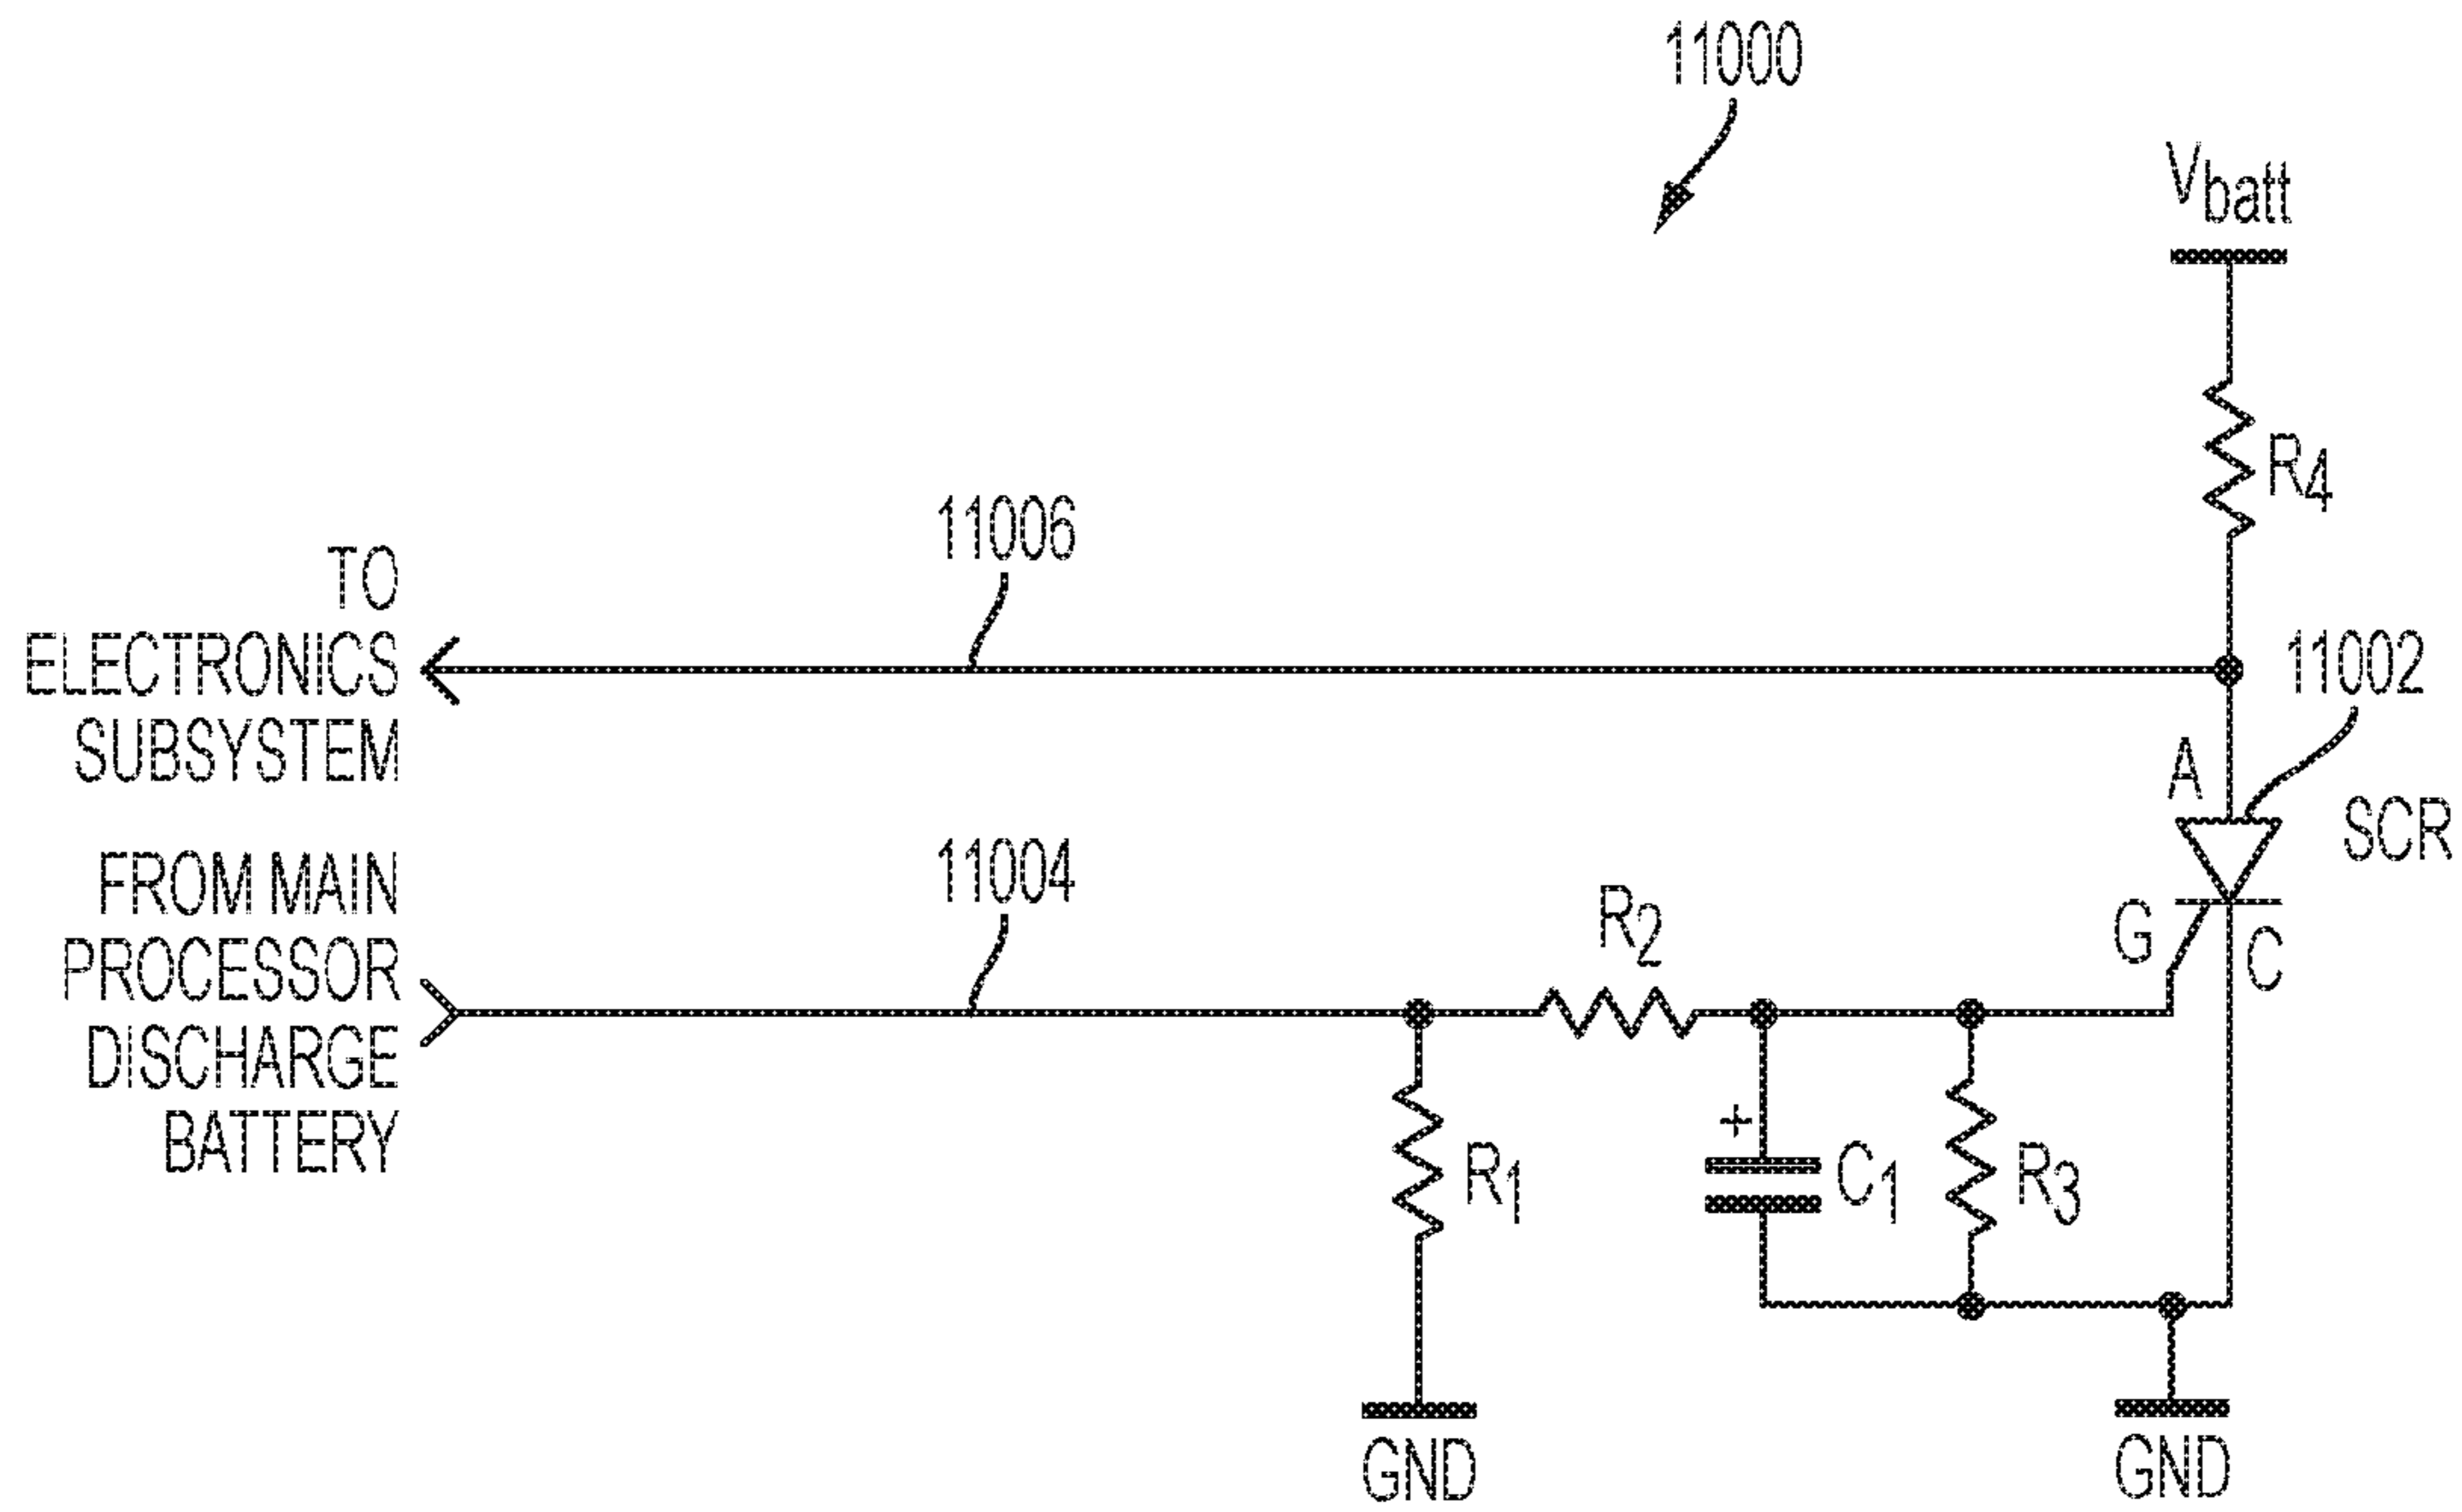 11000
Vbatt
R4
11006
TO
ELECTRONICS
SUBSYSTEM
11002
A
SCR
FROM MAIN
PROCESSOR
DISCHARGE
BATTERY
11004
R2
G
C
+
R1
C1
R3
GND
GND